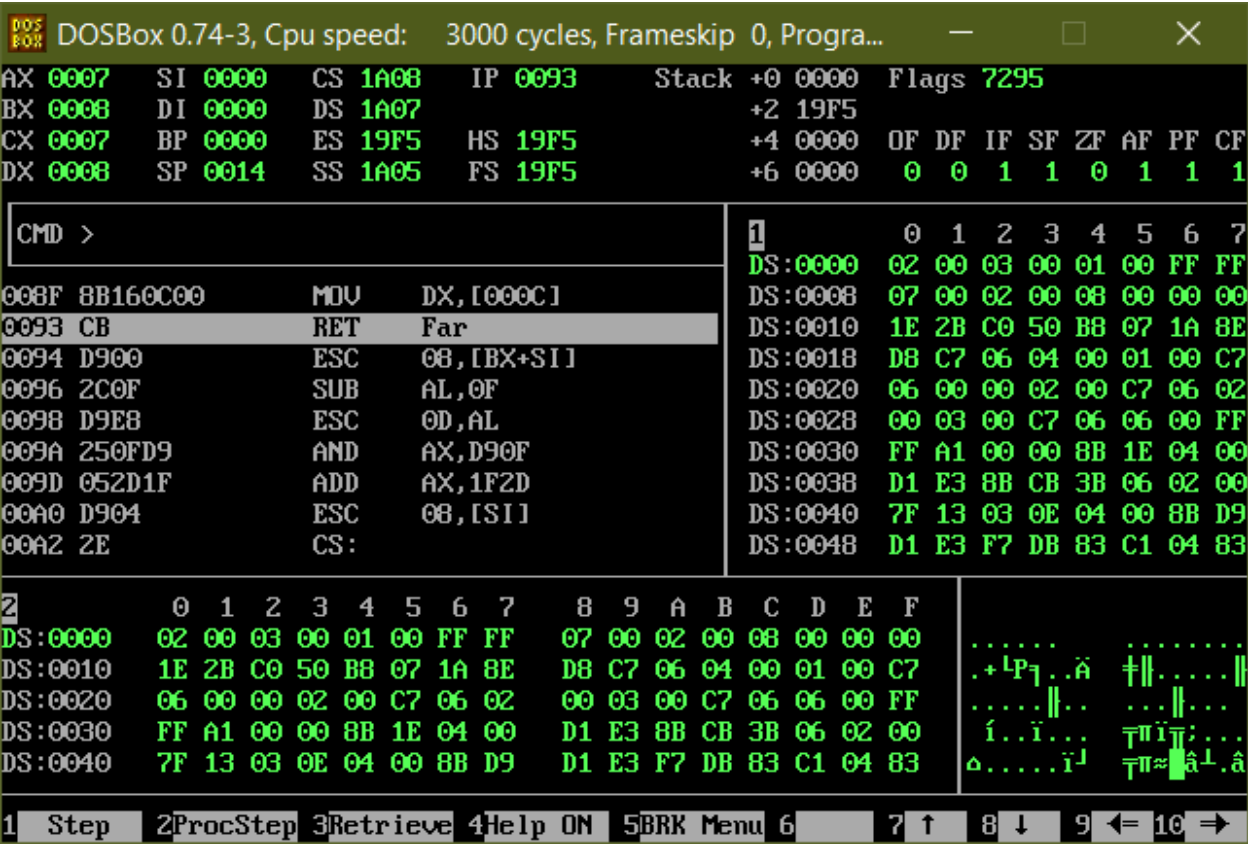 DOSBox 0.74-3, Cpu speed: 3000 cycles, Frameskip 0, Progra...
AX 0007 SI 0000 CS 1A08 IP 0093 Stack +0 0000 Flags 7295
BX 0008 DI 0000 DS 1A07 +2 19F5
CX 0007 BP 0000 ES 19F5 HS 19F5 +4 0000 OF DF IF SF ZF AF PF CF
DX 0008 SP 0014 SS 1A05 FS 19F5 +6 0000 0 0 1 1 0 1 1 1
CMD >
008F 8B160C00 MOV DX,[000C]
0093 CB RET Far
0094 D900 ESC 08,[BX+SI]
0096 2C0F SUB AL,0F
0098 D9E8 ESC 0D,AL
009A 250FD9 AND AX,D90F
009D 052D1F ADD AX,1F2D
00A0 D904 ESC 08,[SI]
00A2 2E CS:
1 0 1 2 3 4 5 6 7
DS:0000 02 00 03 00 01 00 FF FF
DS:0008 07 00 02 00 08 00 00 00
DS:0010 1E 2B C0 50 B8 07 1A 8E
DS:0018 D8 C7 06 04 00 01 00 C7
DS:0020 06 00 00 02 00 C7 06 02
DS:0028 00 03 00 C7 06 06 00 FF
DS:0030 FF A1 00 00 8B 1E 04 00
DS:0038 D1 E3 8B CB 3B 06 02 00
DS:0040 7F 13 03 0E 04 00 8B D9
DS:0048 D1 E3 F7 DB 83 C1 04 83
2 0 1 2 3 4 5 6 7 8 9 A B C D E F
DS:0000 02 00 03 00 01 00 FF FF 07 00 02 00 08 00 00 00 ...... ........
DS:0010 1E 2B C0 50 B8 07 1A 8E D8 C7 06 04 00 01 00 C7 .+└P╕..Ä ╪╟.....╟
DS:0020 06 00 00 02 00 C7 06 02 00 03 00 C7 06 06 00 FF .....╟.. ...╟...
DS:0030 FF A1 00 00 8B 1E 04 00 D1 E3 8B CB 3B 06 02 00 í..ï... ╤πï╦;...
DS:0040 7F 13 03 0E 04 00 8B D9 D1 E3 F7 DB 83 C1 04 83 ⌂.....ï┘ ╤π≈█â┴.â
1 Step 2ProcStep 3Retrieve 4Help ON 5BRK Menu 6 7 ↑ 8 ↓ 9 ⇐ 10 ⇒